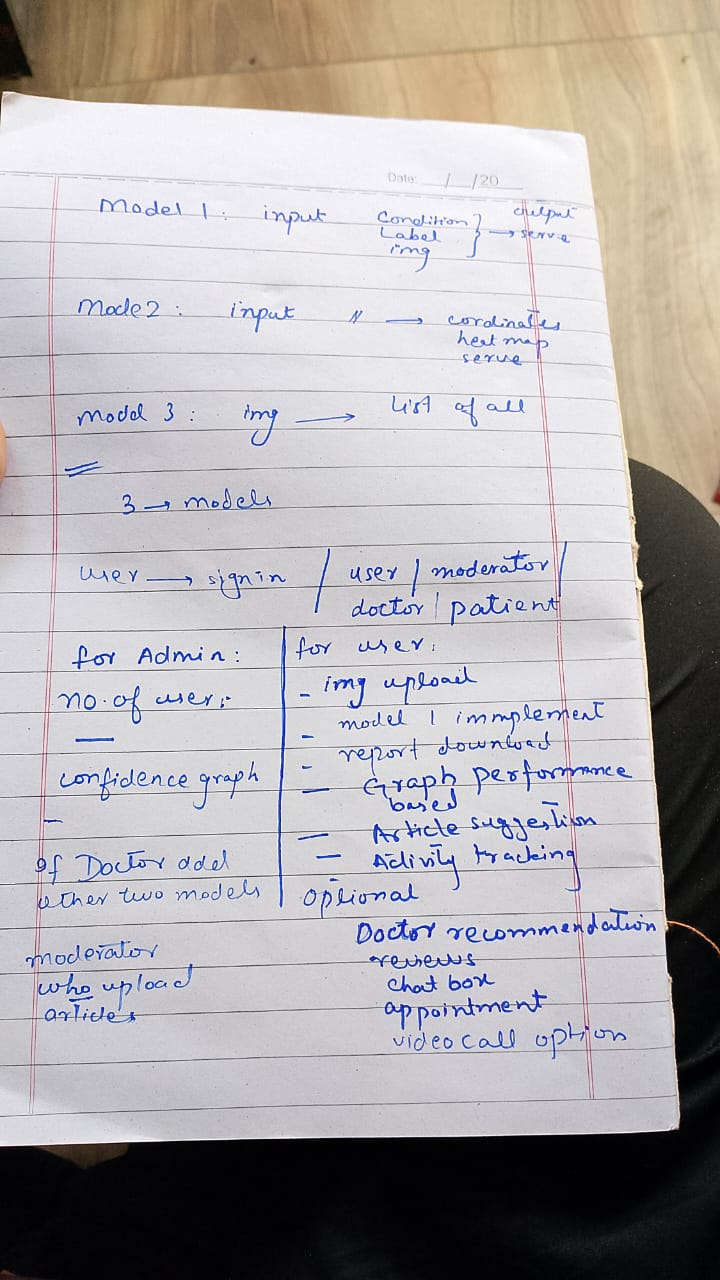 Date: __/__/20__
Model 1 : input Condition Label img } → output serve
Mode2 : input " → cordinates
heat map
serve
Model 3 : img → List of all
3 → models
user → signin / user / moderator /
doctor / patient
for Admin :
no. of user :-
confidence graph
If Doctor add
other two models
moderator
who upload
articles
for user :
- img upload
- model 1 immplement
- report download
- Graph performance
based
- Article suggestion
- Activity tracking
optional
Doctor recommendation
reviews
chat box
appointment
video call option